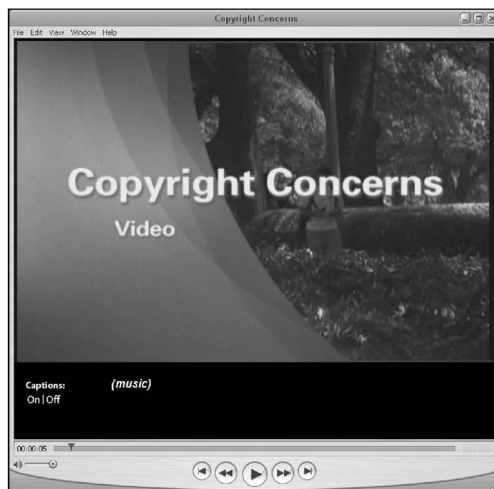 Copyright Concerns
File Edit View Window Help
Copyright Concerns
Video
Captions: (music)
On | Off
00:00:05